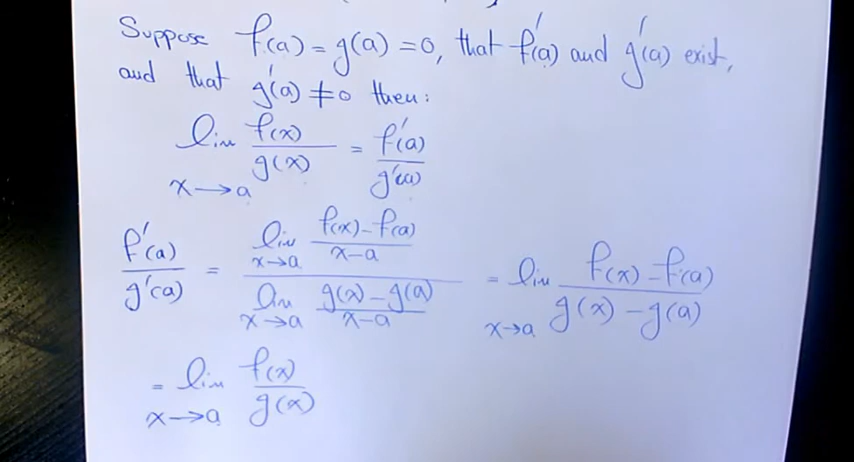 Suppose f(a) = g(a) = 0, that f'(a) and g'(a) exist,
and that g'(a) ≠ 0 then:
lim x→a f(x)/g(x) = f'(a)/g'(a)
f'(a)/g'(a) = (lim x→a (f(x) - f(a))/(x-a)) / (lim x→a (g(x) - g(a))/(x-a)) = lim x→a (f(x) - f(a))/(g(x) - g(a))
= lim x→a f(x)/g(x)